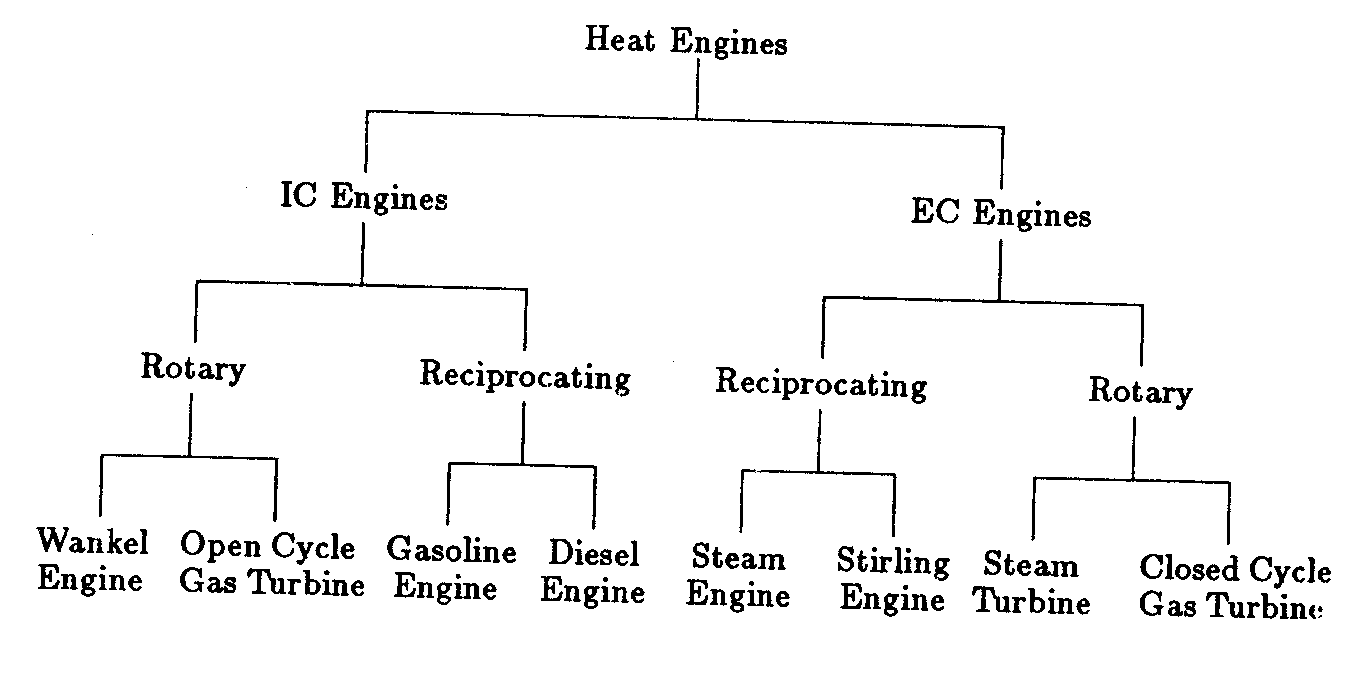 Heat Engines
IC Engines
EC Engines
Rotary
Reciprocating
Reciprocating
Rotary
Wankel
Engine
Open Cycle
Gas Turbine
Gasoline
Engine
Diesel
Engine
Steam
Engine
Stirling
Engine
Steam
Turbine
Closed Cycle
Gas Turbine